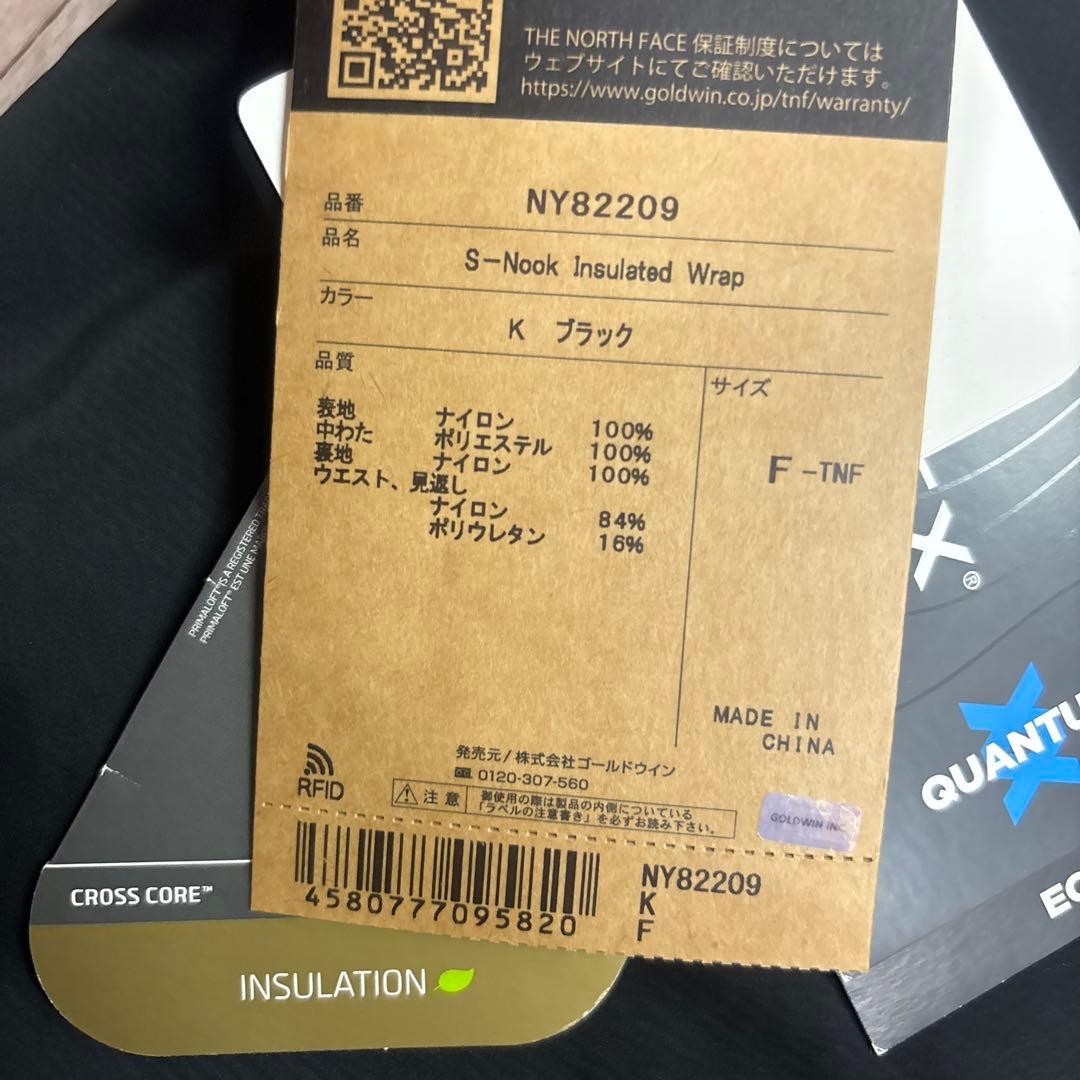 THE NORTH FACE 保証制度については
ウェブサイトにてご確認いただけます。
https://www.goldwin.co.jp/tnf/warranty/
品番 NY82209
品名
S-Nook Insulated Wrap
カラー
K ブラック
品質
サイズ
表地 ナイロン 100%
中わた ポリエステル 100%
裏地 ナイロン 100%
ウエスト、見返し
ナイロン 84%
ポリウレタン 16%
F -TNF
MADE IN
CHINA
発売元/株式会社ゴールドウイン
0120-307-560
RFID
注意
御使用の際は製品の内側についている
「ラベルの注意書き」を必ずお読み下さい。
GOLDWIN INC
4580777095820
NY82209
K
F
PRIMALOFT® IS A REGISTERED
PRIMALOFT® EST UNE
CROSS CORE™
INSULATION
X®
QUANTU